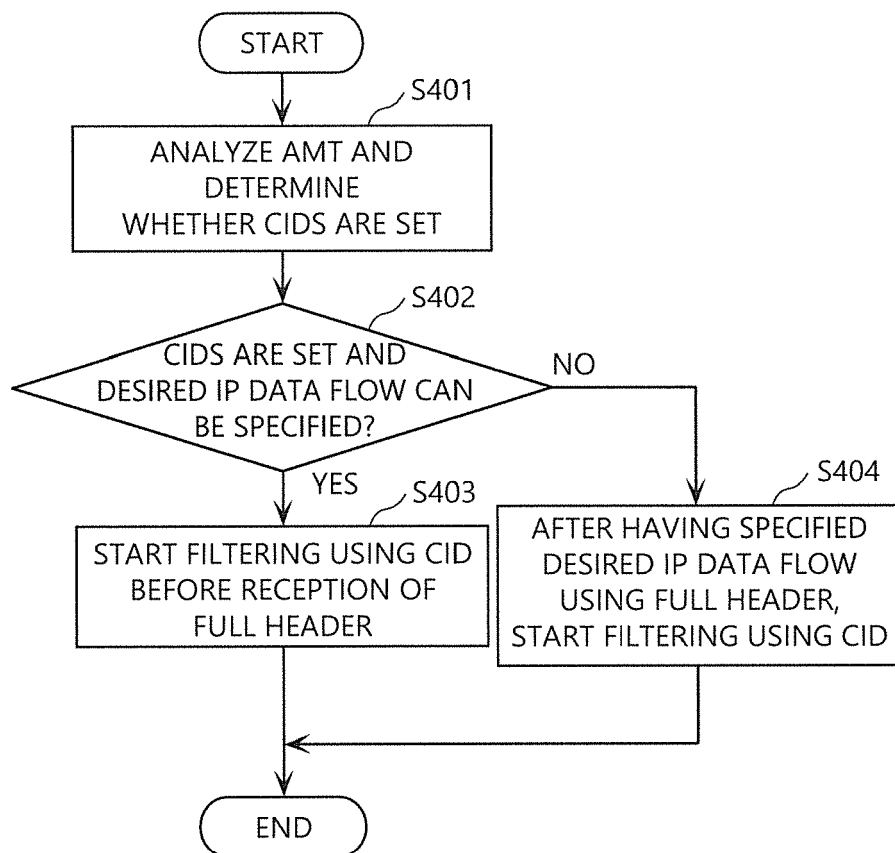 START
S401
ANALYZE AMT AND
DETERMINE
WHETHER CIDS ARE SET
S402
CIDS ARE SET AND
DESIRED IP DATA FLOW CAN
BE SPECIFIED?
NO
YES
S403
START FILTERING USING CID
BEFORE RECEPTION OF
FULL HEADER
S404
AFTER HAVING SPECIFIED
DESIRED IP DATA FLOW
USING FULL HEADER,
START FILTERING USING CID
END